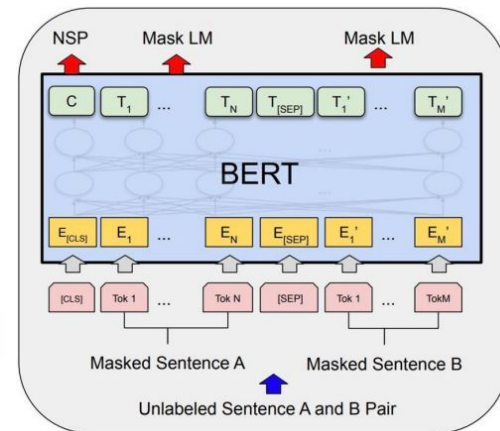 NSP Mask LM Mask LM
C T1 ... TN T[SEP] T1' ... TM'
...
BERT
...
E[CLS] E1 ... EN E[SEP] E1' ... EM'
[CLS] Tok 1 ... Tok N [SEP] Tok 1 ... TokM
Masked Sentence A Masked Sentence B
Unlabeled Sentence A and B Pair